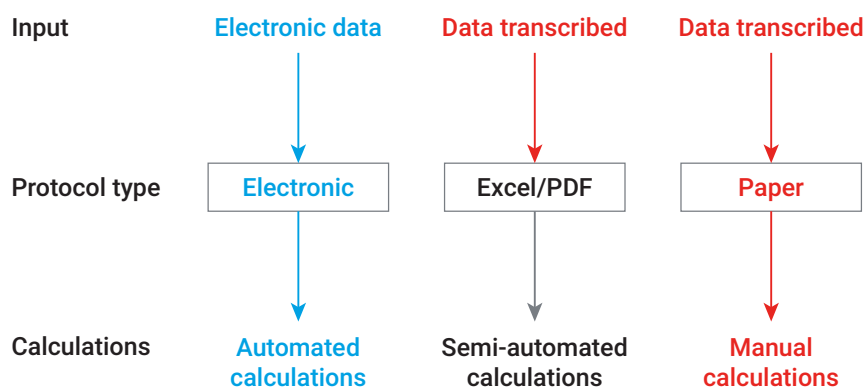 Input
Electronic data
Data transcribed
Data transcribed
Protocol type
Electronic
Excel/PDF
Paper
Calculations
Automated
calculations
Semi-automated
calculations
Manual
calculations